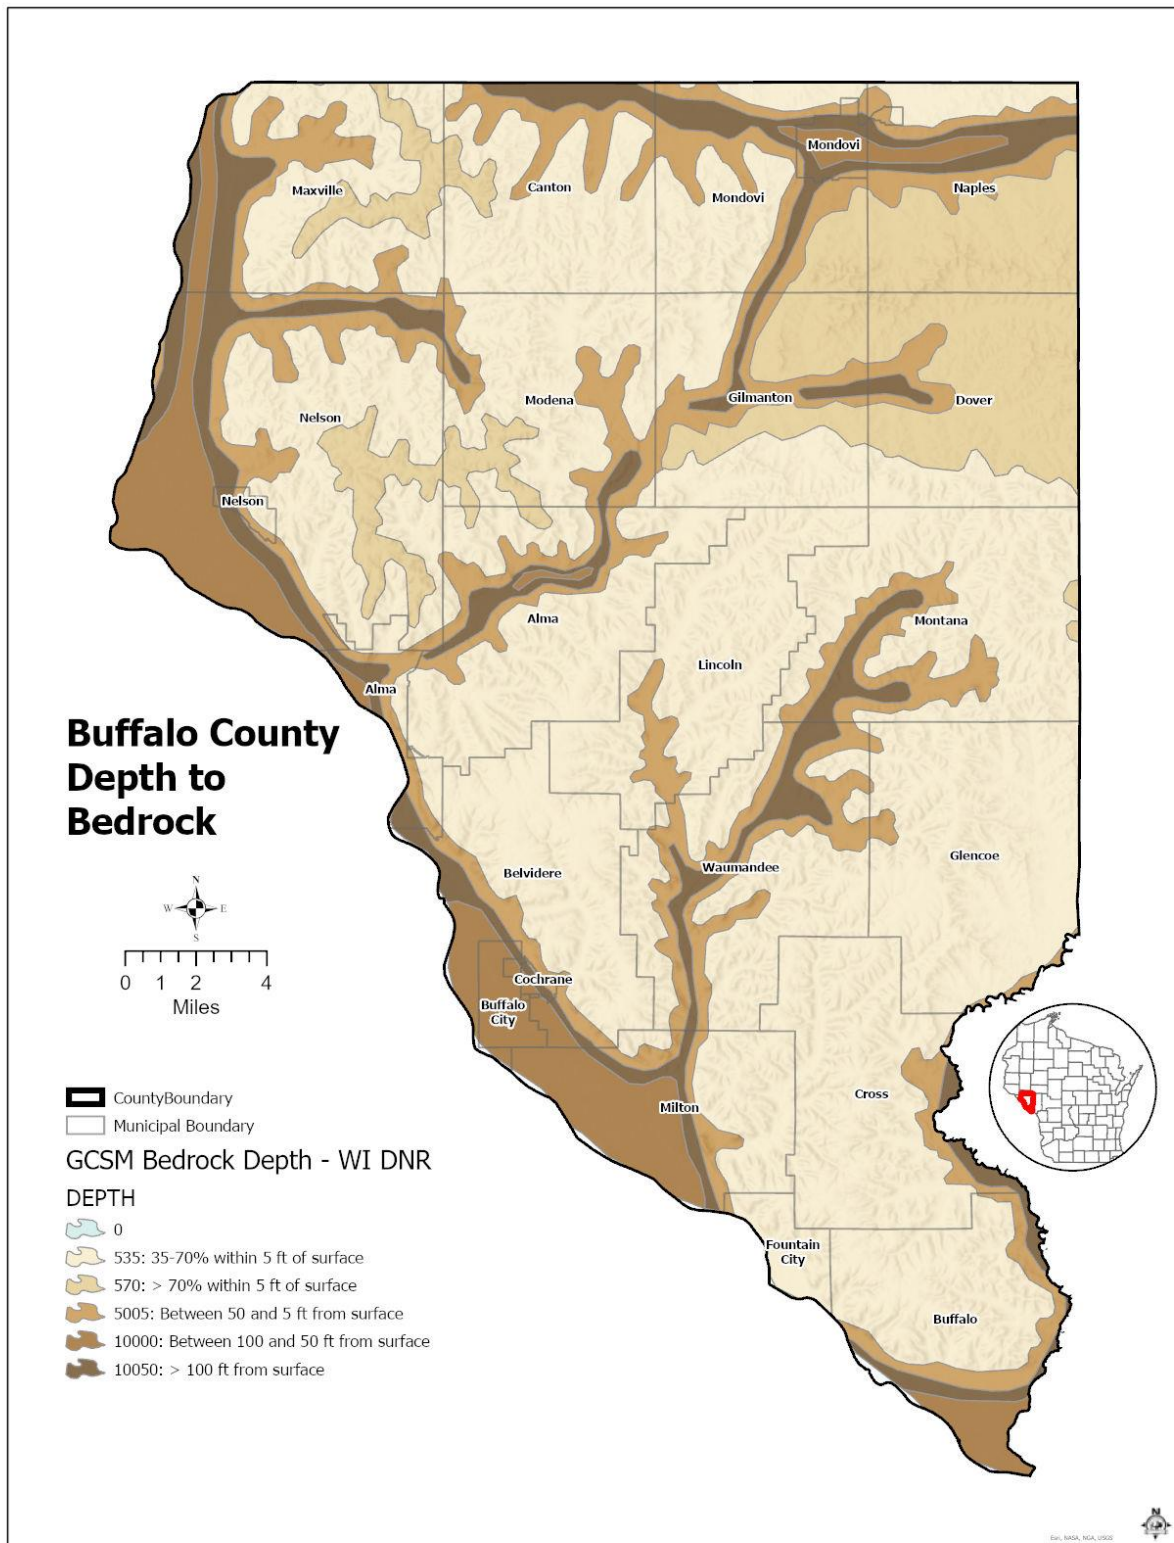 Mondovi
Maxville
Canton
Mondovi
Naples
Nelson
Modena
Gilmanton
Dover
Nelson
Alma
Montana
Lincoln
Alma
Buffalo County
Depth to
Bedrock
N
W E
S
0 1 2 4
Miles
Belvidere
Waumandee
Glencoe
Cochrane
Buffalo
City
Milton
Cross
Fountain
City
Buffalo
CountyBoundary
Municipal Boundary
GCSM Bedrock Depth - WI DNR
DEPTH
0
535: 35-70% within 5 ft of surface
570: > 70% within 5 ft of surface
5005: Between 50 and 5 ft from surface
10000: Between 100 and 50 ft from surface
10050: > 100 ft from surface
N
Esri, NASA, NGA, USGS